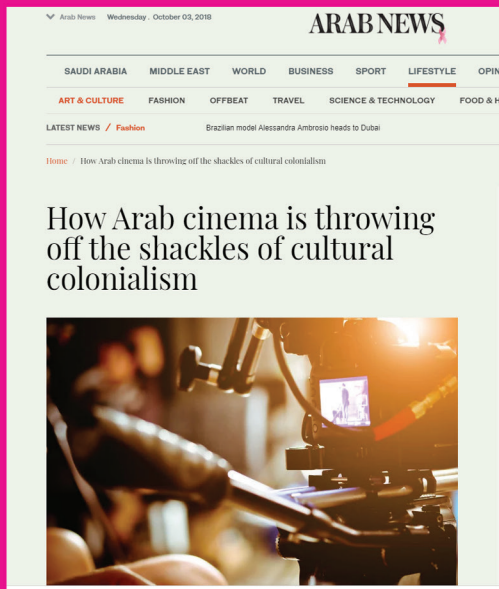 Arab News Wednesday . October 03, 2018
ARAB NEWS
SAUDI ARABIA MIDDLE EAST WORLD BUSINESS SPORT LIFESTYLE OPIN
ART & CULTURE FASHION OFFBEAT TRAVEL SCIENCE & TECHNOLOGY FOOD & H
LATEST NEWS / Fashion Brazilian model Alessandra Ambrosio heads to Dubai
Home / How Arab cinema is throwing off the shackles of cultural colonialism
How Arab cinema is throwing
off the shackles of cultural
colonialism